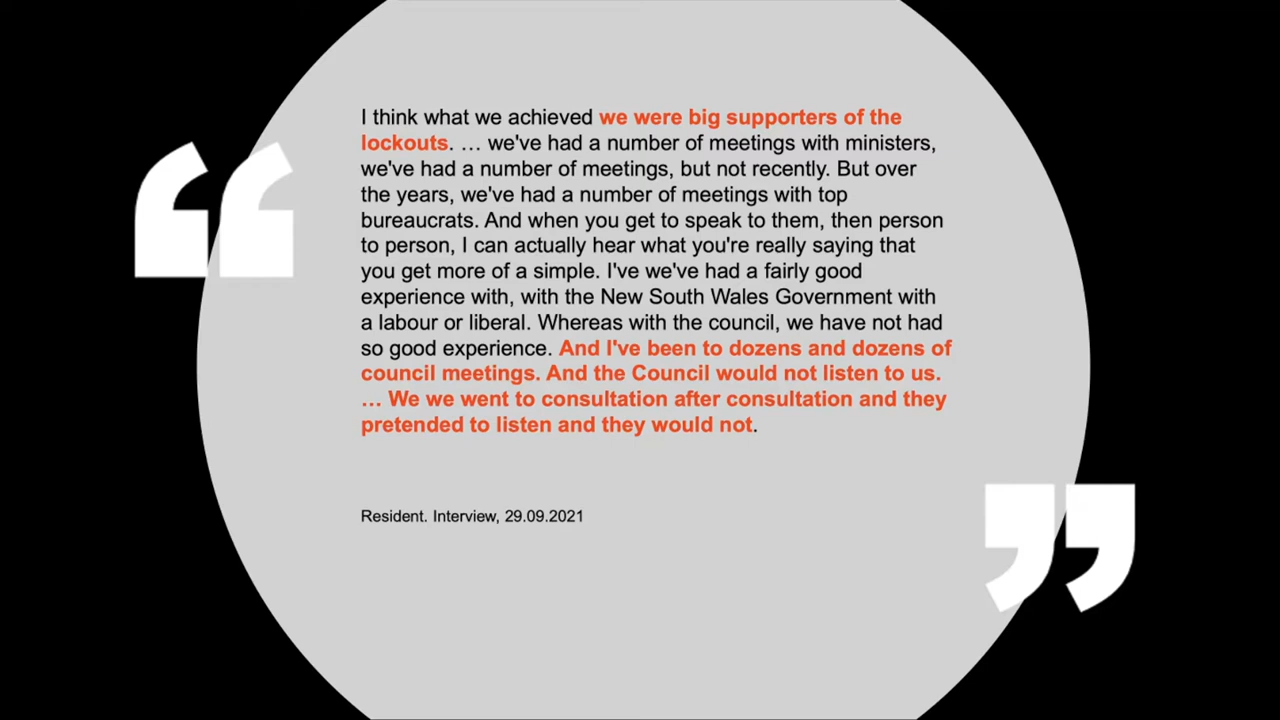 I think what we achieved we were big supporters of the
lockouts. … we've had a number of meetings with ministers,
we've had a number of meetings, but not recently. But over
the years, we've had a number of meetings with top
bureaucrats. And when you get to speak to them, then person
to person, I can actually hear what you're really saying that
you get more of a simple. I've we've had a fairly good
experience with, with the New South Wales Government with
a labour or liberal. Whereas with the council, we have not had
so good experience. And I've been to dozens and dozens of
council meetings. And the Council would not listen to us.
… We we went to consultation after consultation and they
pretended to listen and they would not.
Resident. Interview, 29.09.2021